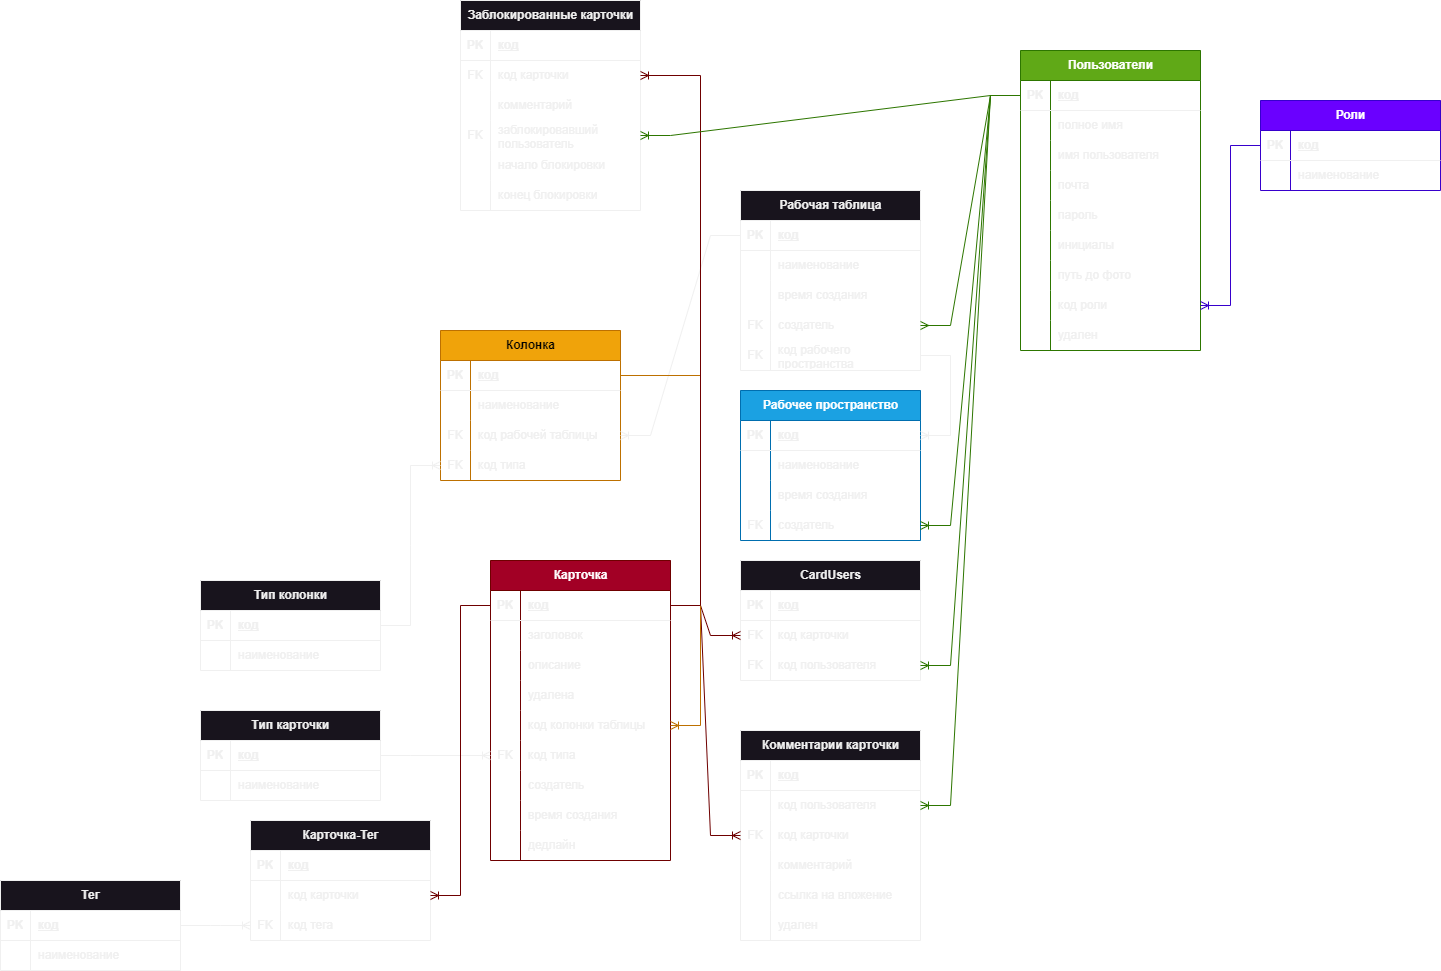 Заблокированные карточки
PK код
FK код карточки
комментарий
FK заблокировавший
пользователь
начало блокировки
конец блокировки
Пользователи
PK код
полное имя
имя пользователя
почта
пароль
инициалы
путь до фото
код роли
удален
Роли
PK код
наименование
Рабочая таблица
PK код
наименование
время создания
FK создатель
FK код рабочего
пространства
Колонка
PK код
наименование
FK код рабочей таблицы
FK код типа
Рабочее пространство
PK код
наименование
время создания
FK создатель
Тип колонки
PK код
наименование
Карточка
PK код
заголовок
описание
удалена
код колонки таблицы
FK код типа
создатель
время создания
дедлайн
CardUsers
PK код
FK код карточки
FK код пользователя
Тип карточки
PK код
наименование
Комментарии карточки
PK код
код пользователя
FK код карточки
комментарий
ссылка на вложение
удален
Карточка-Тег
PK код
код карточки
FK код тега
Тег
PK код
наименование